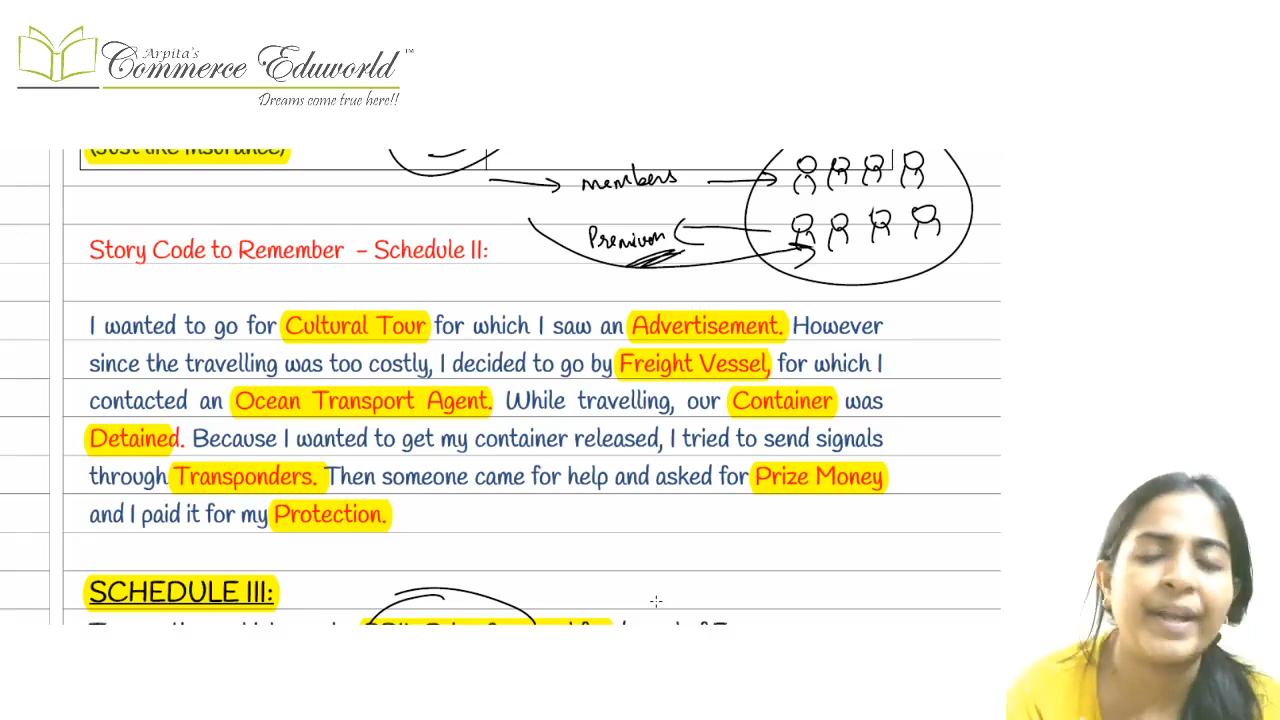 Arpita's
Commerce Eduworld™
Dreams come true here!!
(Just like Insurance)
members
Premium
Story Code to Remember - Schedule II:
I wanted to go for Cultural Tour for which I saw an Advertisement. However
since the travelling was too costly, I decided to go by Freight Vessel, for which I
contacted an Ocean Transport Agent. While travelling, our Container was
Detained. Because I wanted to get my container released, I tried to send signals
through Transponders. Then someone came for help and asked for Prize Money
and I paid it for my Protection.
SCHEDULE III: